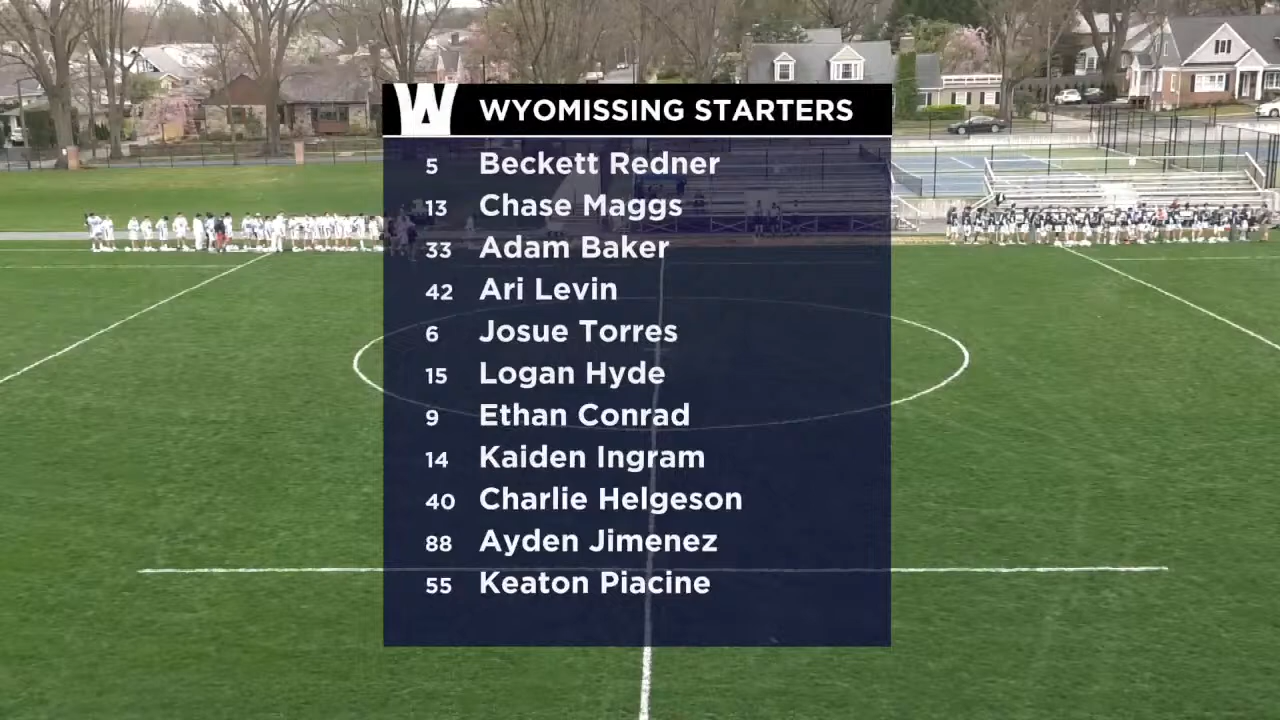 W WYOMISSING STARTERS
5 Beckett Redner
13 Chase Maggs
33 Adam Baker
42 Ari Levin
6 Josue Torres
15 Logan Hyde
9 Ethan Conrad
14 Kaiden Ingram
40 Charlie Helgeson
88 Ayden Jimenez
55 Keaton Piacine